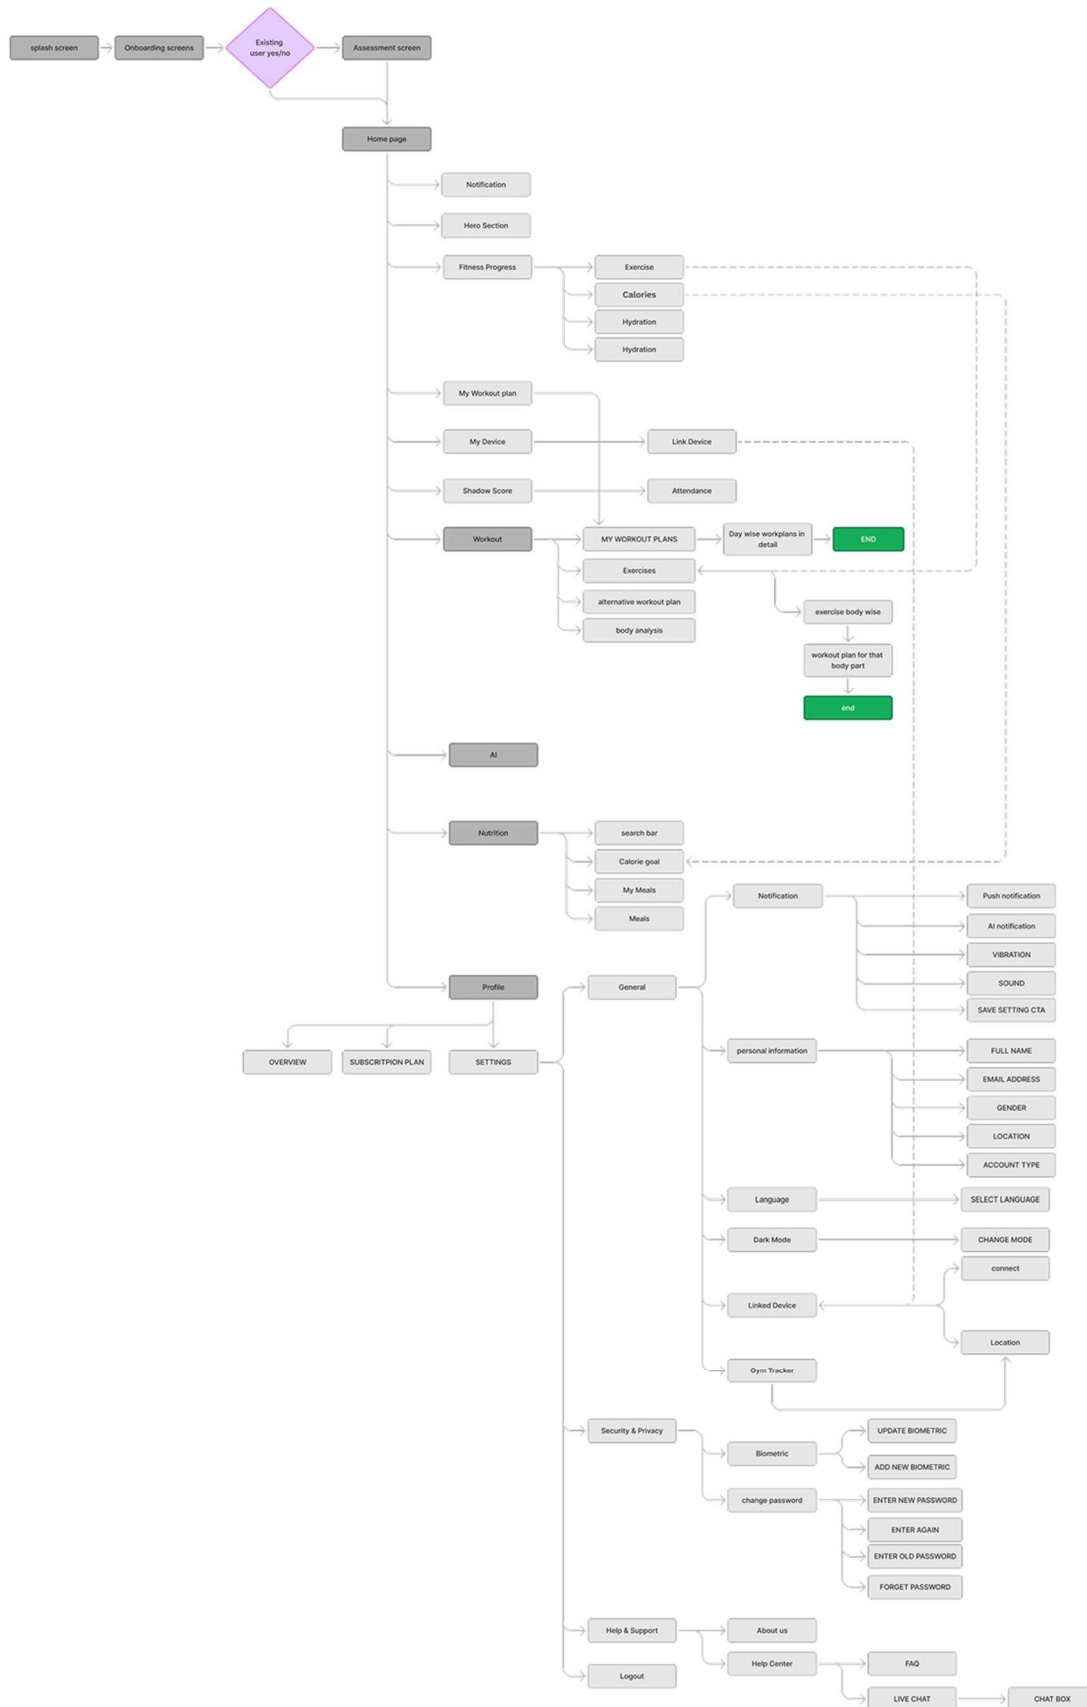 splash screen
Onboarding screens
Existing
user yes/no
Assessment screen
Home page
Notification
Hero Section
Fitness Progress
Exercise
Calories
Hydration
Hydration
My Workout plan
My Device
Link Device
Shadow Score
Attendance
Workout
MY WORKOUT PLANS
Day wise workplans in
detail
END
Exercises
alternative workout plan
body analysis
exercise body wise
workout plan for that
body part
end
AI
Nutrition
search bar
Calorie goal
My Meals
Meals
Profile
OVERVIEW
SUBSCRITPION PLAN
SETTINGS
General
Notification
Push notification
AI notification
VIBRATION
SOUND
SAVE SETTING CTA
personal information
FULL NAME
EMAIL ADDRESS
GENDER
LOCATION
ACCOUNT TYPE
Language
SELECT LANGUAGE
Dark Mode
CHANGE MODE
Linked Device
connect
Location
Gym Tracker
Security & Privacy
Biometric
UPDATE BIOMETRIC
ADD NEW BIOMETRIC
change password
ENTER NEW PASSWORD
ENTER AGAIN
ENTER OLD PASSWORD
FORGET PASSWORD
Help & Support
About us
Help Center
FAQ
LIVE CHAT
CHAT BOX
Logout